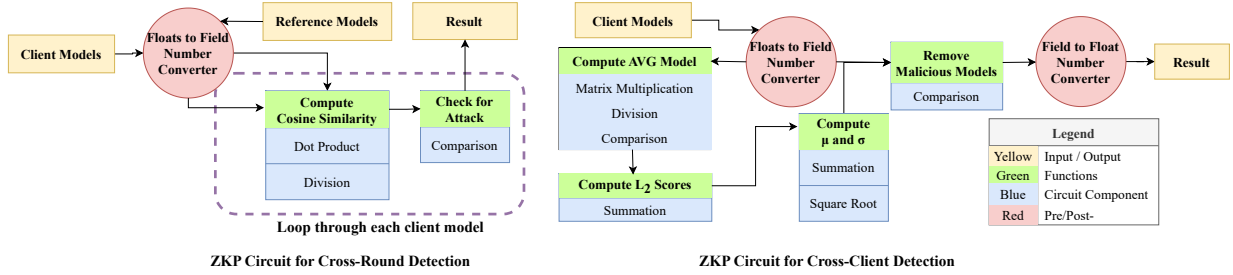 Reference Models
Result
Client Models
Floats to Field
Number
Converter
Compute
Cosine Similarity
Dot Product
Division
Check for
Attack
Comparison
Loop through each client model
ZKP Circuit for Cross-Round Detection
Client Models
Floats to Field
Number
Converter
Compute AVG Model
Matrix Multiplication
Division
Comparison
Compute L2 Scores
Summation
Compute
μ and σ
Summation
Square Root
Remove
Malicious Models
Comparison
Field to Float
Number
Converter
Result
Legend
Yellow Input / Output
Green Functions
Blue Circuit Component
Red Pre/Post-
ZKP Circuit for Cross-Client Detection